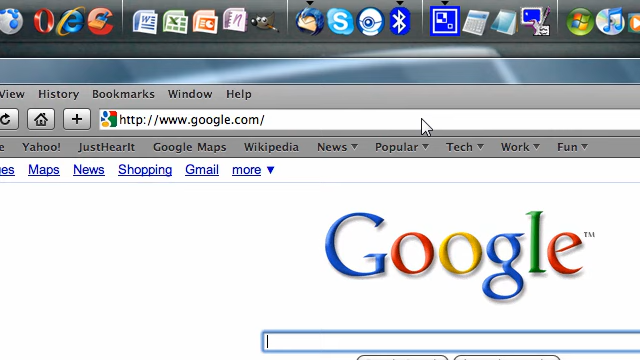 View History Bookmarks Window Help
http://www.google.com/
Yahoo! JustHearIt Google Maps Wikipedia News Popular Tech Work Fun
Maps News Shopping Gmail more
Google™